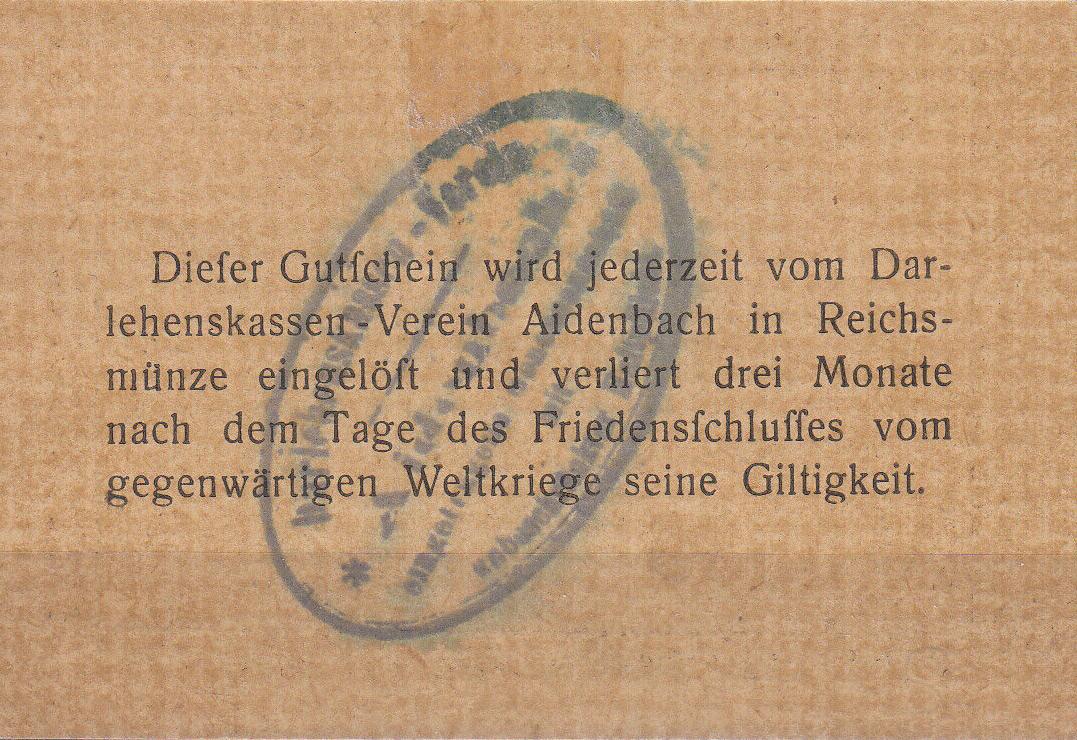 Dieſer Gutſchein wird jederzeit vom Dar-
lehenskassen-Verein Aidenbach in Reichs-
münze eingelöſt und verliert drei Monate
nach dem Tage des Friedensſchluſſes vom
gegenwärtigen Weltkriege seine Giltigkeit.